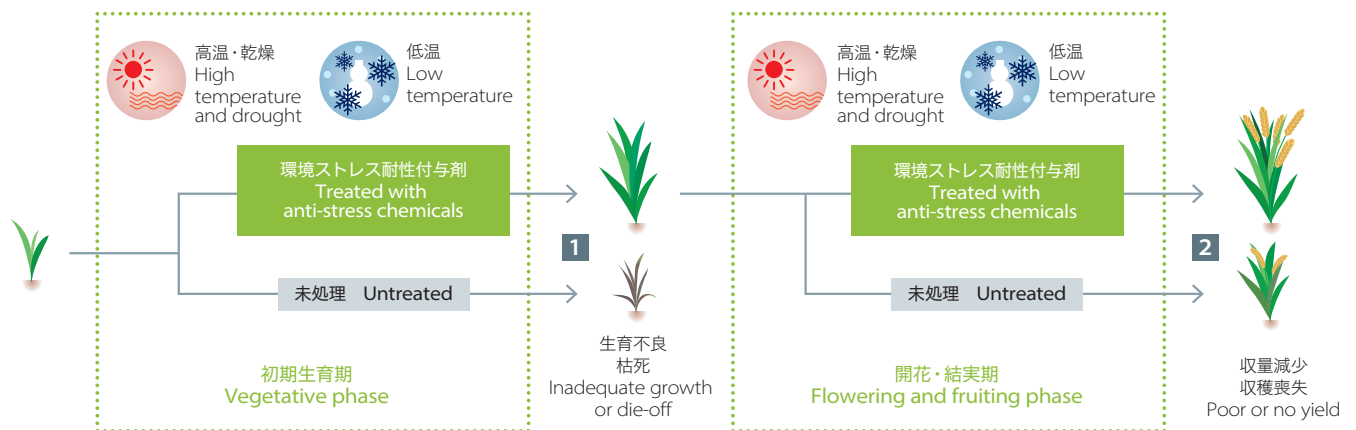 高温・乾燥
High
temperature
and drought
低温
Low
temperature
環境ストレス耐性付与剤
Treated with
anti-stress chemicals
未処理 Untreated
初期生育期
Vegetative phase
1
生育不良
枯死
Inadequate growth
or die-off
高温・乾燥
High
temperature
and drought
低温
Low
temperature
環境ストレス耐性付与剤
Treated with
anti-stress chemicals
未処理 Untreated
開花・結実期
Flowering and fruiting phase
2
収量減少
収穫喪失
Poor or no yield